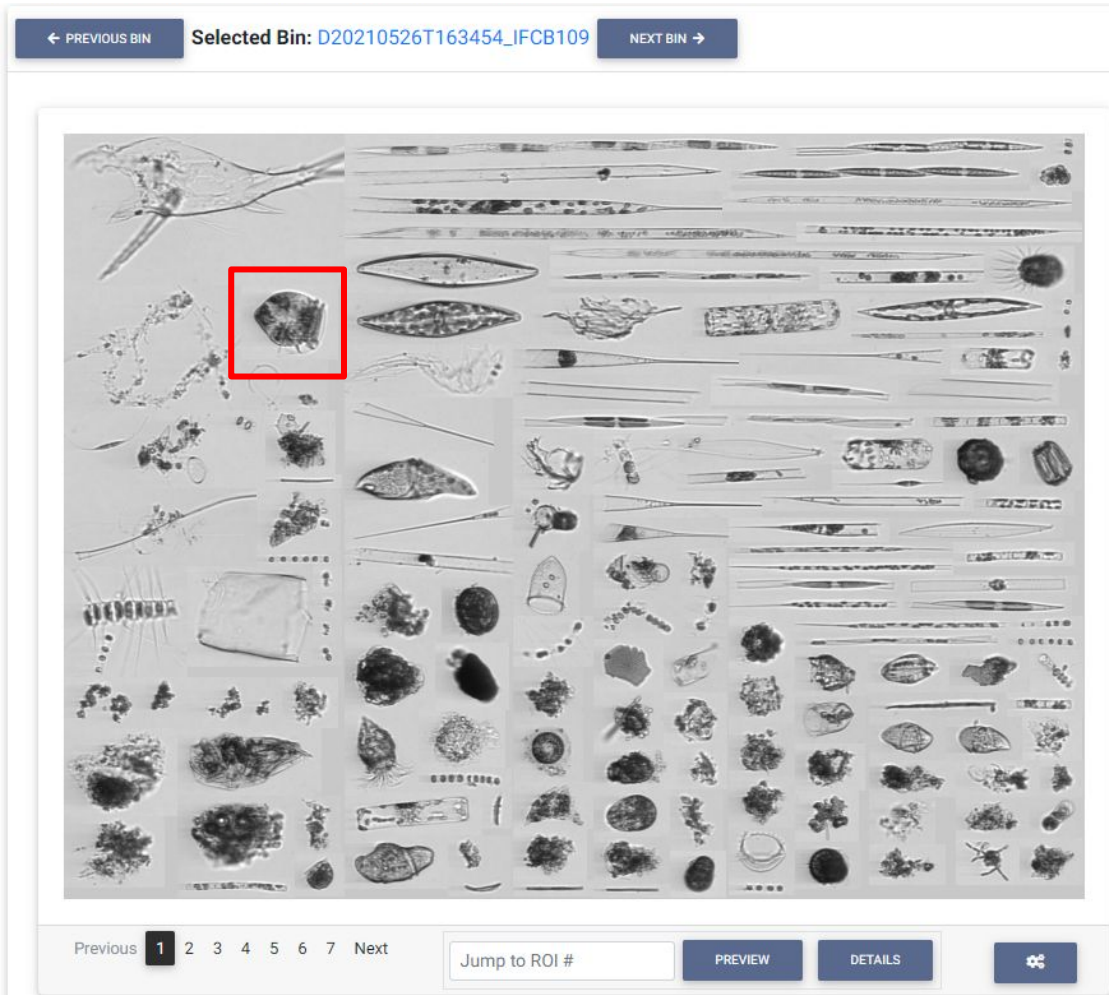 ← PREVIOUS BIN Selected Bin: D20210526T163454_IFCB109 NEXT BIN →
Previous 1 2 3 4 5 6 7 Next Jump to ROI # PREVIEW DETAILS